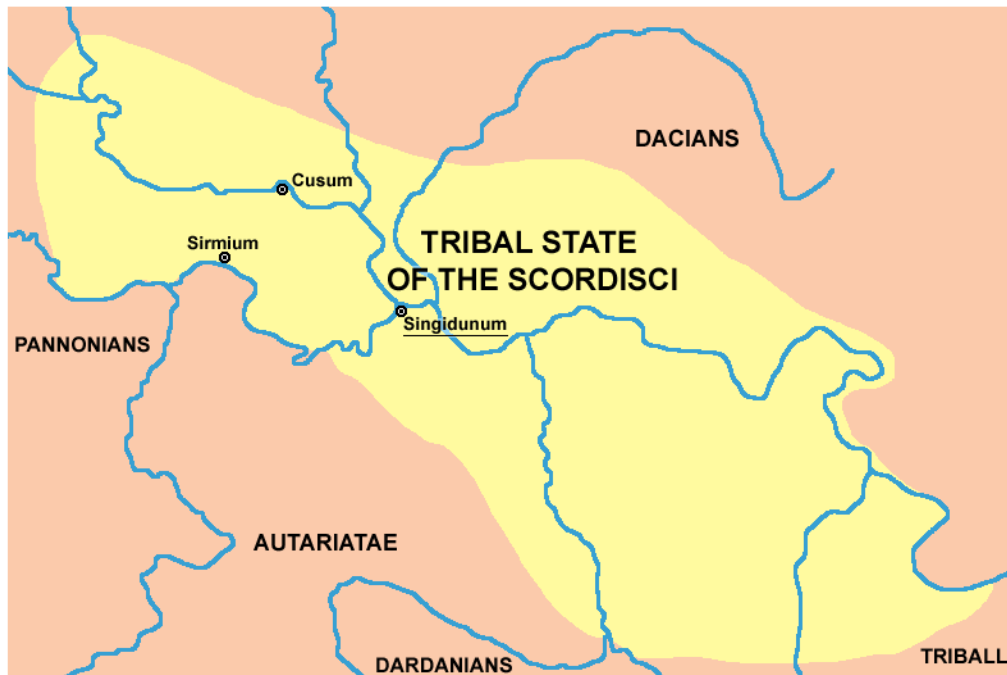 DACIANS
Cusum
Sirmium
TRIBAL STATE
OF THE SCORDISCI
Singidunum
PANNONIANS
AUTARIATAE
DARDANIANS
TRIBALL